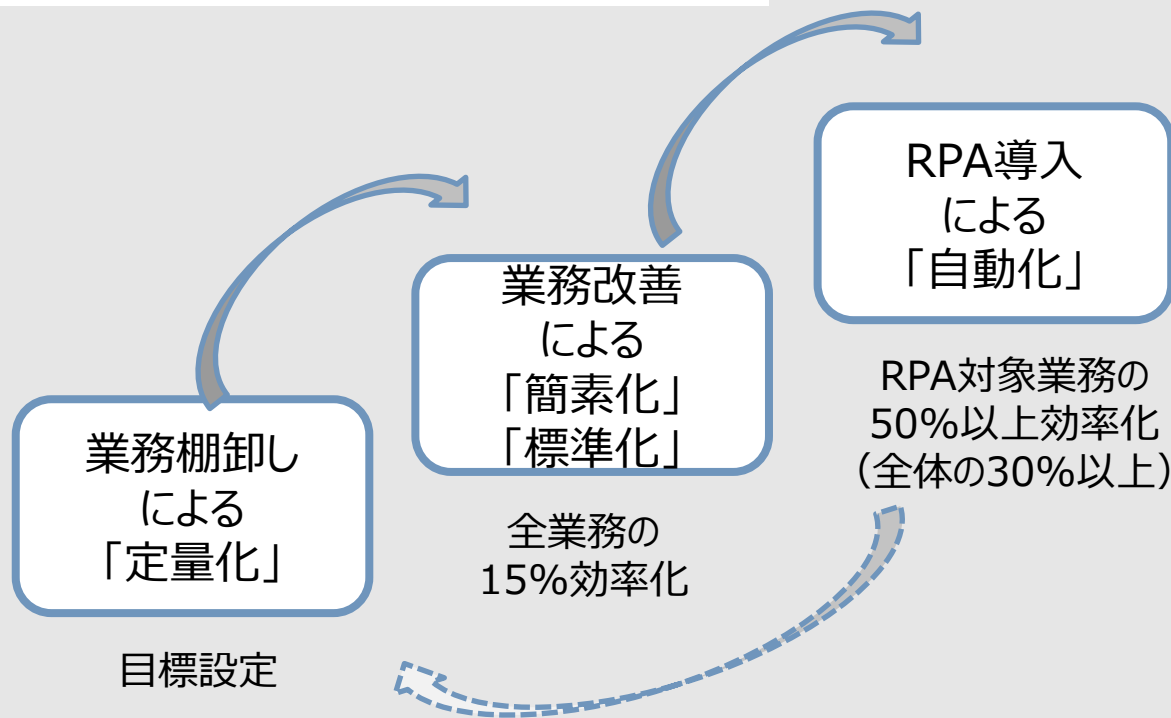 業務棚卸し
による
「定量化」
目標設定
業務改善
による
「簡素化」
「標準化」
全業務の
15%効率化
RPA導入
による
「自動化」
RPA対象業務の
50%以上効率化
（全体の30%以上）